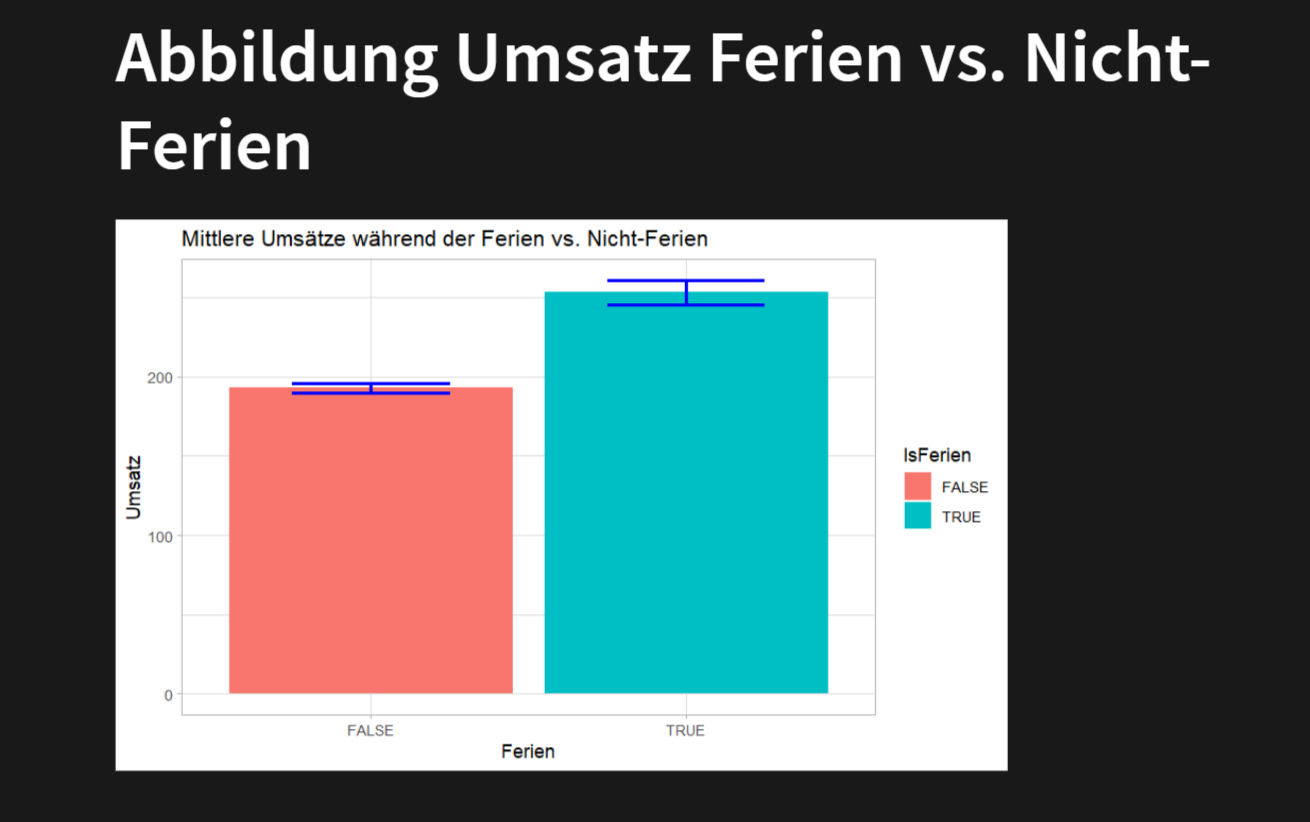 Abbildung Umsatz Ferien vs. Nicht-
Ferien
Mittlere Umsätze während der Ferien vs. Nicht-Ferien
200
100
0
Umsatz
FALSE
TRUE
Ferien
IsFerien
FALSE
TRUE